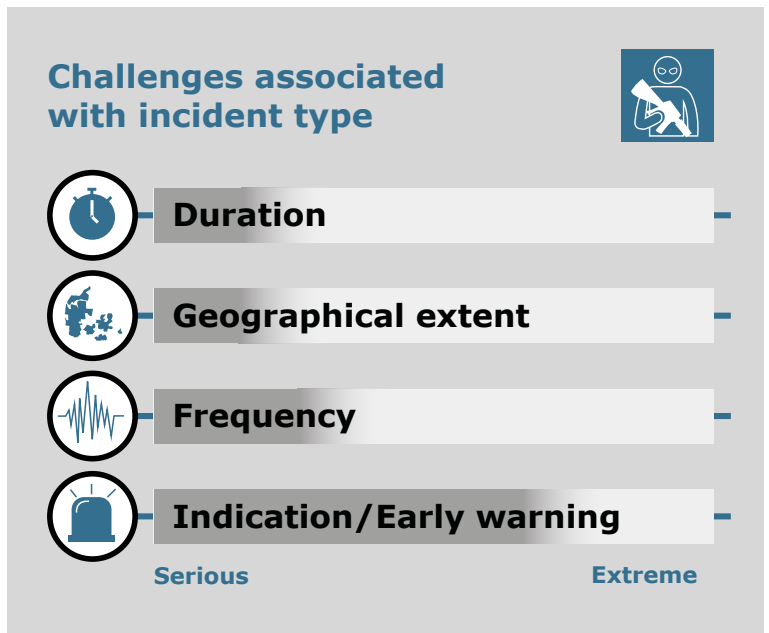 Challenges associated
with incident type
Duration
Geographical extent
Frequency
Indication/Early warning
Serious
Extreme